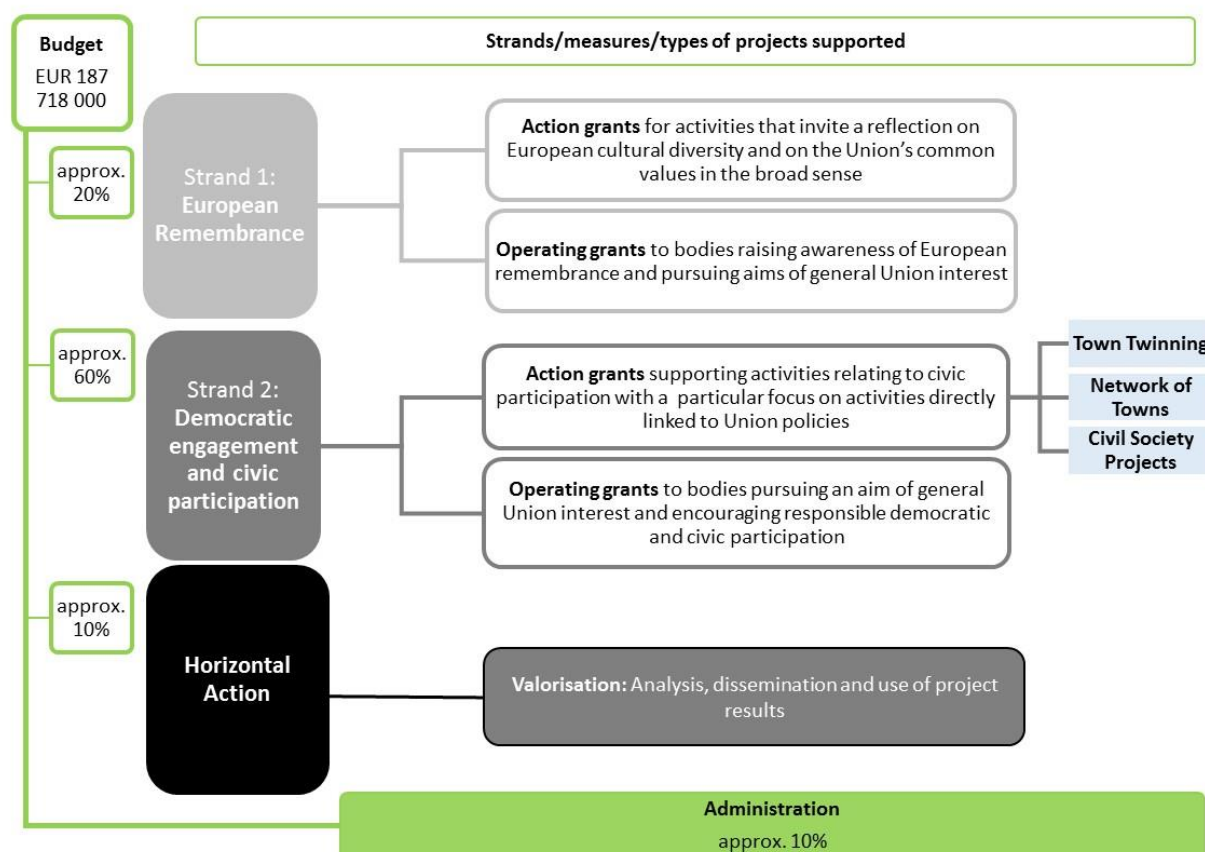 Budget
EUR 187
718 000
Strands/measures/types of projects supported
approx.
20%
Strand 1:
European
Remembrance
Action grants for activities that invite a reflection on
European cultural diversity and on the Union's common
values in the broad sense
Operating grants to bodies raising awareness of European
remembrance and pursuing aims of general Union interest
approx.
60%
Strand 2:
Democratic
engagement
and civic
participation
Action grants supporting activities relating to civic
participation with a particular focus on activities directly
linked to Union policies
Town Twinning
Network of
Towns
Civil Society
Projects
Operating grants to bodies pursuing an aim of general
Union interest and encouraging responsible democratic
and civic participation
approx.
10%
Horizontal
Action
Valorisation: Analysis, dissemination and use of project
results
Administration
approx. 10%